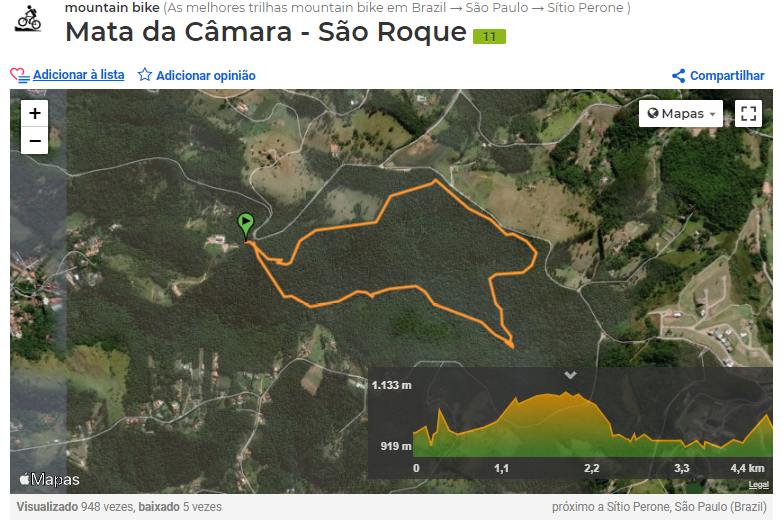 mountain bike (As melhores trilhas mountain bike em Brazil → São Paulo → Sítio Perone )
Mata da Câmara - São Roque 11
Adicionar à lista Adicionar opinião Compartilhar
+
−
Mapas
1.133 m
919 m
0 1,1 2,2 3,3 4,4 km
Mapas
Legal
Visualizado 948 vezes, baixado 5 vezes próximo a Sítio Perone, São Paulo (Brazil)